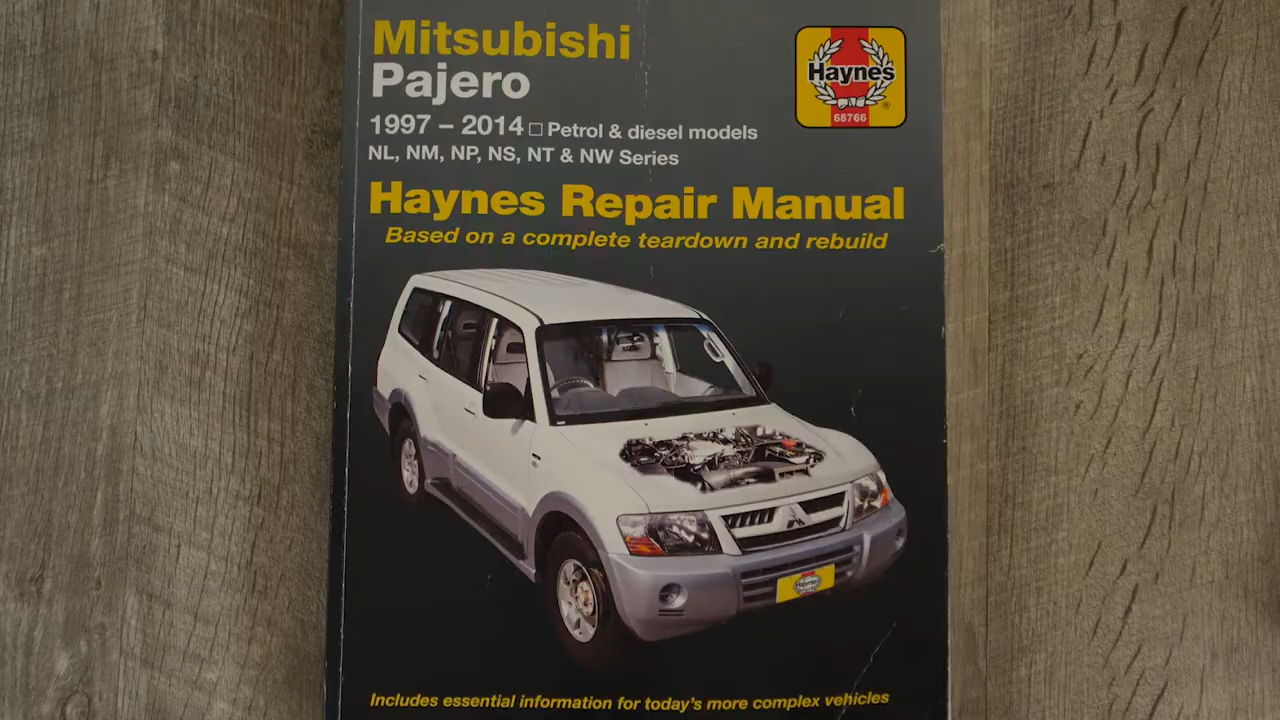 Mitsubishi
Pajero
1997 – 2014 □ Petrol & diesel models
NL, NM, NP, NS, NT & NW Series
Haynes
®
68766
Haynes Repair Manual
Based on a complete teardown and rebuild
Haynes
Includes essential information for today's more complex vehicles